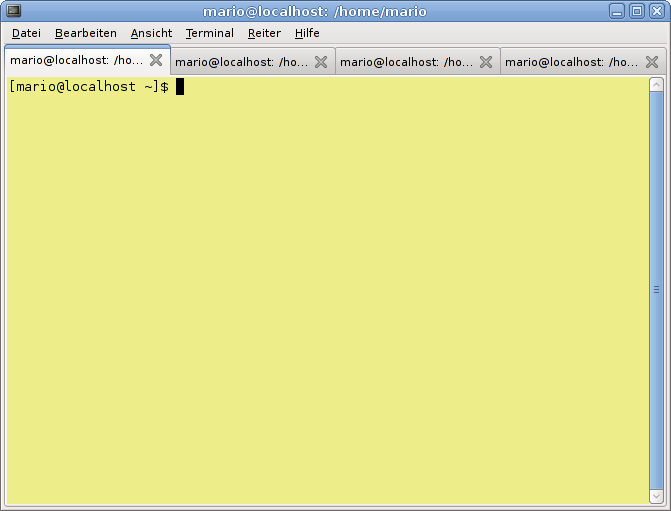 mario@localhost: /home/mario
Datei Bearbeiten Ansicht Terminal Reiter Hilfe
mario@localhost: /ho... mario@localhost: /ho... mario@localhost: /ho... mario@localhost: /ho...
[mario@localhost ~]$